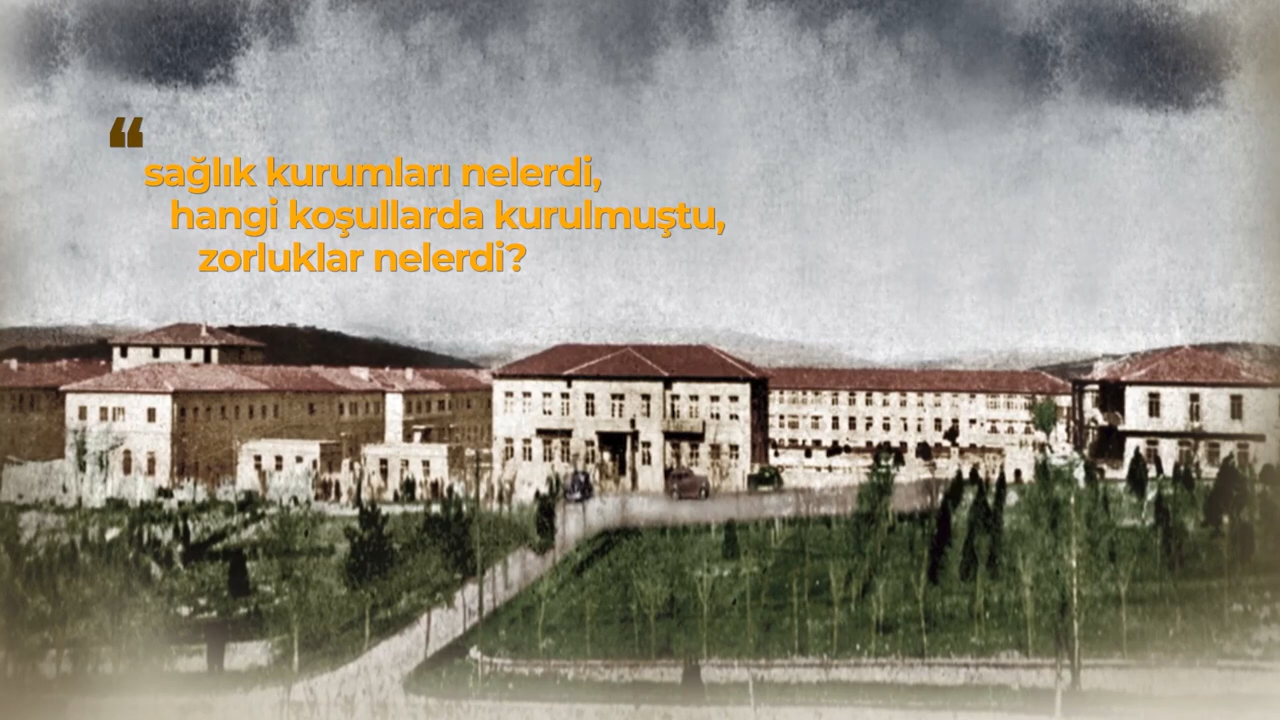 ❝
sağlık kurumları nelerdi,
hangi koşullarda kurulmuştu,
zorluklar nelerdi?